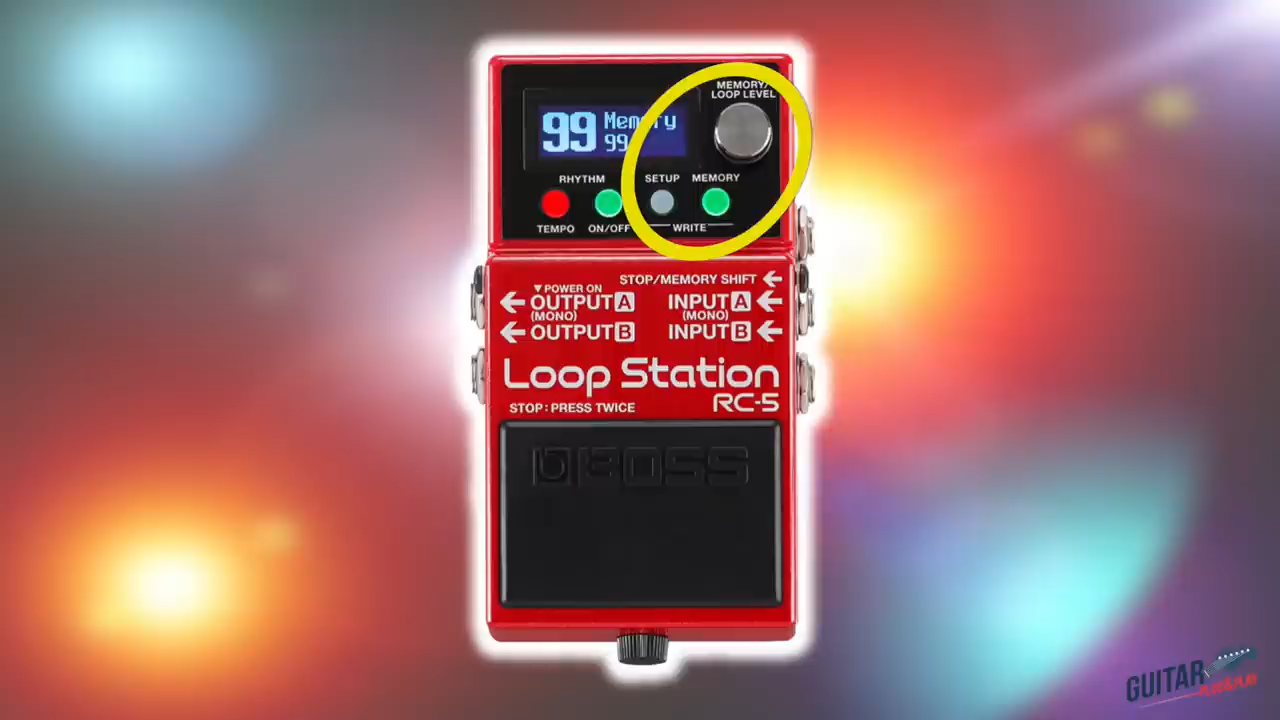 MEMORY/
LOOP LEVEL
99 Memory
99
RHYTHM SETUP MEMORY
TEMPO ON/OFF WRITE
STOP/MEMORY SHIFT
▼POWER ON
OUTPUT A INPUT A
(MONO) (MONO)
OUTPUT B INPUT B
Loop Station
STOP:PRESS TWICE RC-5
BOSS
GUITAR